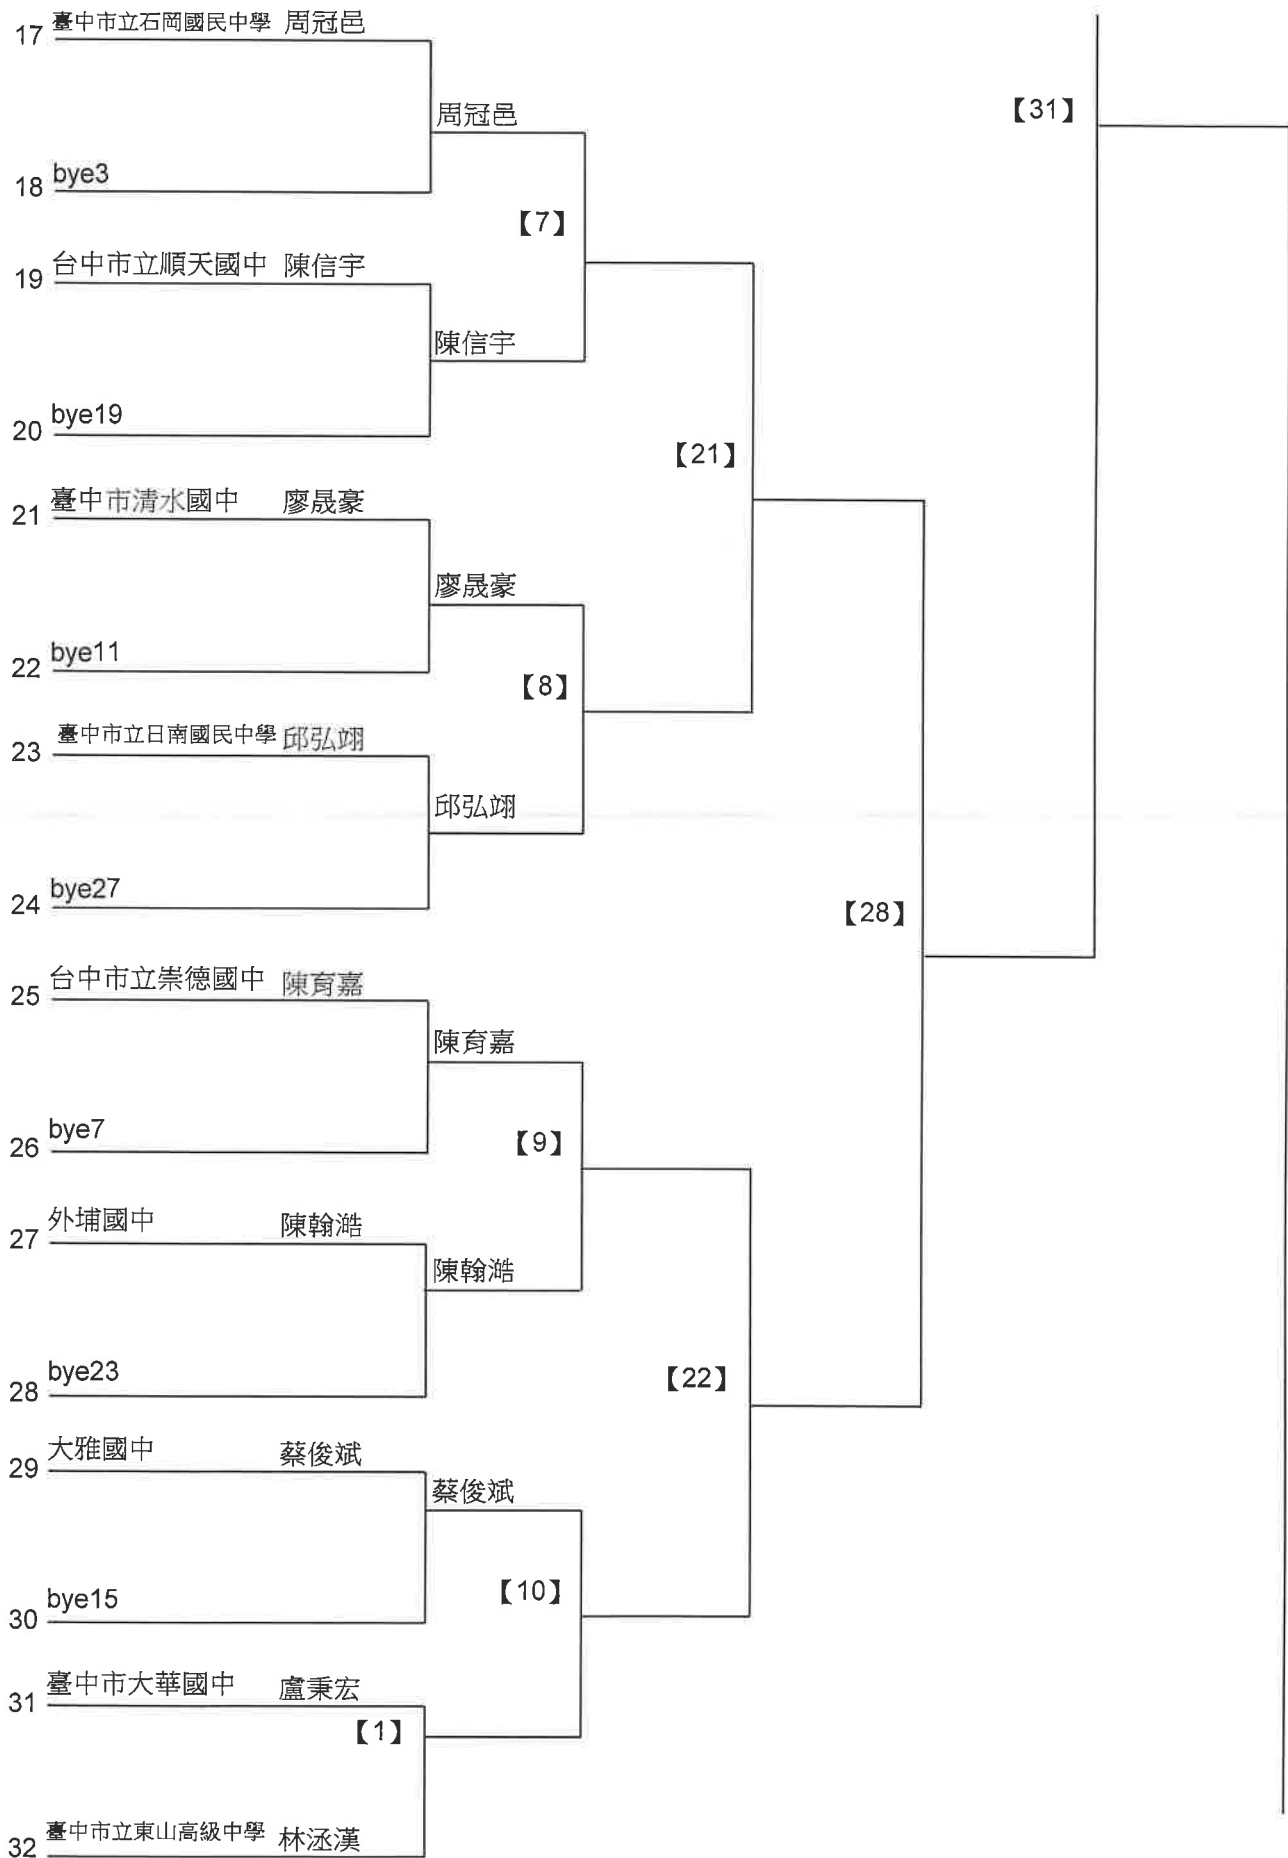 17 臺中市立石岡國民中學 周冠邑
周冠邑
【31】
18 bye3
【7】
19 台中市立順天國中 陳信宇
陳信宇
20 bye19
【21】
21 臺中市清水國中 廖晟豪
廖晟豪
22 bye11
【8】
23 臺中市立日南國民中學 邱弘翊
邱弘翊
24 bye27
【28】
25 台中市立崇德國中 陳育嘉
陳育嘉
26 bye7
【9】
27 外埔國中 陳翰澔
陳翰澔
28 bye23
【22】
29 大雅國中 蔡俊斌
蔡俊斌
30 bye15
【10】
31 臺中市大華國中 盧秉宏
【1】
32 臺中市立東山高級中學 林洆漢